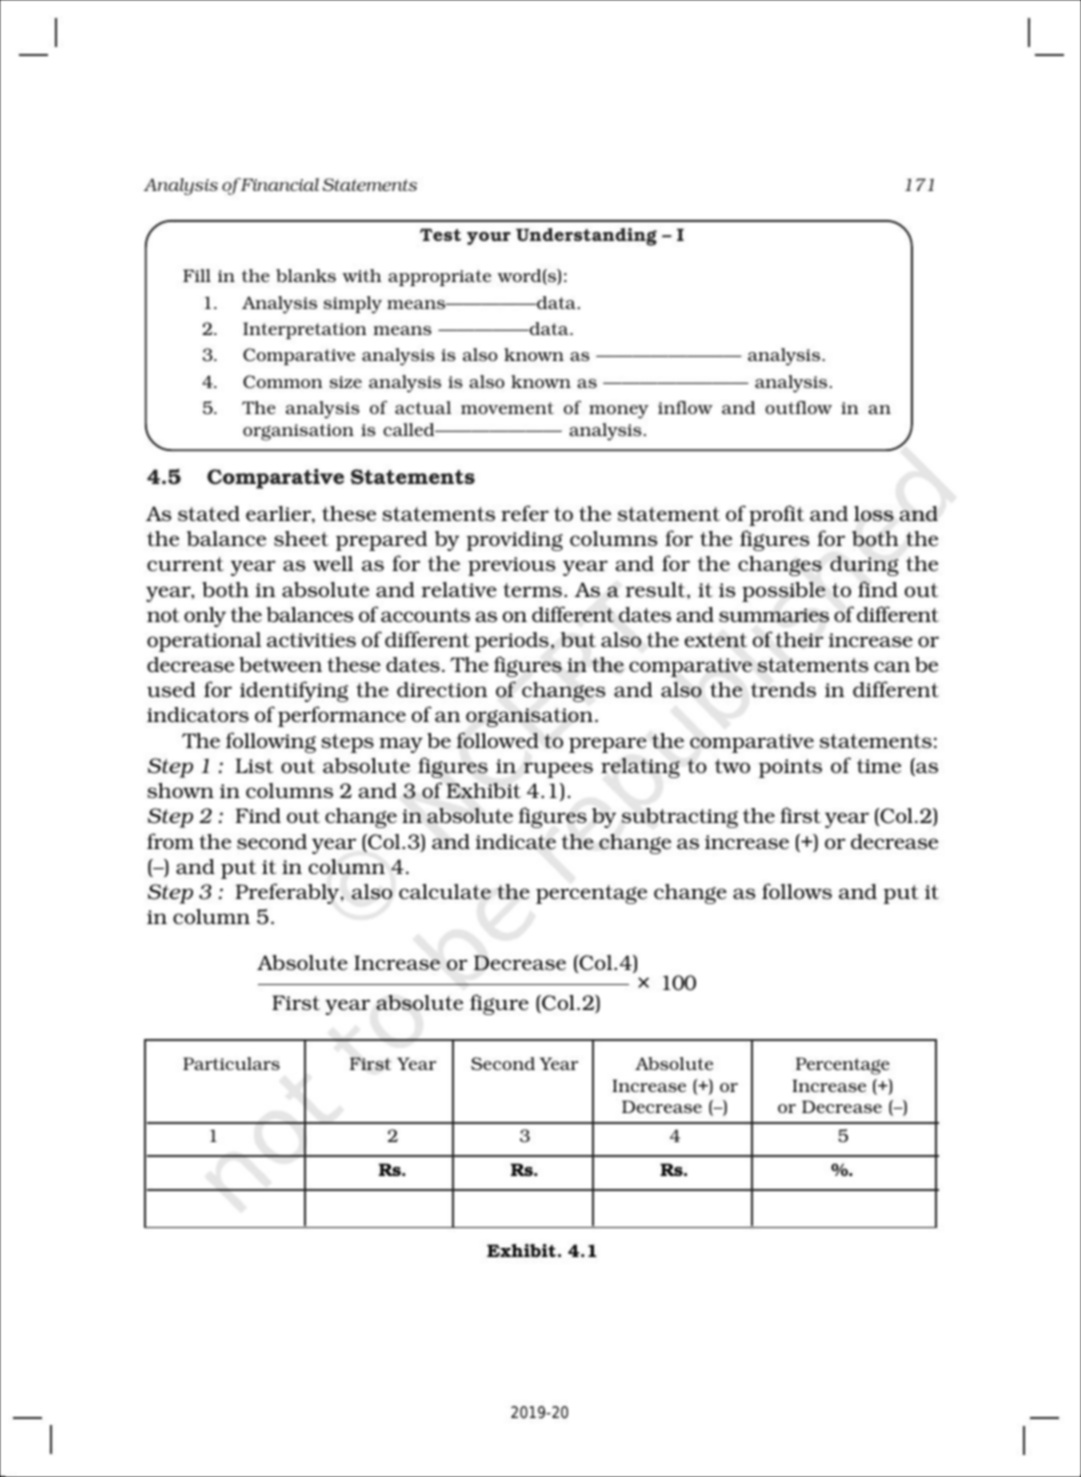 Analysis of Financial Statements 171
Test your Understanding – I
Fill in the blanks with appropriate word(s):
1. Analysis simply means—————data.
2. Interpretation means —————data.
3. Comparative analysis is also known as ———————— analysis.
4. Common size analysis is also known as ———————— analysis.
5. The analysis of actual movement of money inflow and outflow in an
organisation is called——————— analysis.
4.5 Comparative Statements
As stated earlier, these statements refer to the statement of profit and loss and
the balance sheet prepared by providing columns for the figures for both the
current year as well as for the previous year and for the changes during the
year, both in absolute and relative terms. As a result, it is possible to find out
not only the balances of accounts as on different dates and summaries of different
operational activities of different periods, but also the extent of their increase or
decrease between these dates. The figures in the comparative statements can be
used for identifying the direction of changes and also the trends in different
indicators of performance of an organisation.
The following steps may be followed to prepare the comparative statements:
Step 1 : List out absolute figures in rupees relating to two points of time (as
shown in columns 2 and 3 of Exhibit 4.1).
Step 2 : Find out change in absolute figures by subtracting the first year (Col.2)
from the second year (Col.3) and indicate the change as increase (+) or decrease
(–) and put it in column 4.
Step 3 : Preferably, also calculate the percentage change as follows and put it
in column 5.
Absolute Increase or Decrease (Col.4)
× 100
First year absolute figure (Col.2)
Particulars First Year Second Year Absolute Percentage
Increase (+) or Increase (+)
Decrease (–) or Decrease (–)
1 2 3 4 5
Rs. Rs. Rs. %.
Exhibit. 4.1
© NCERT
not to be republished
2019-20